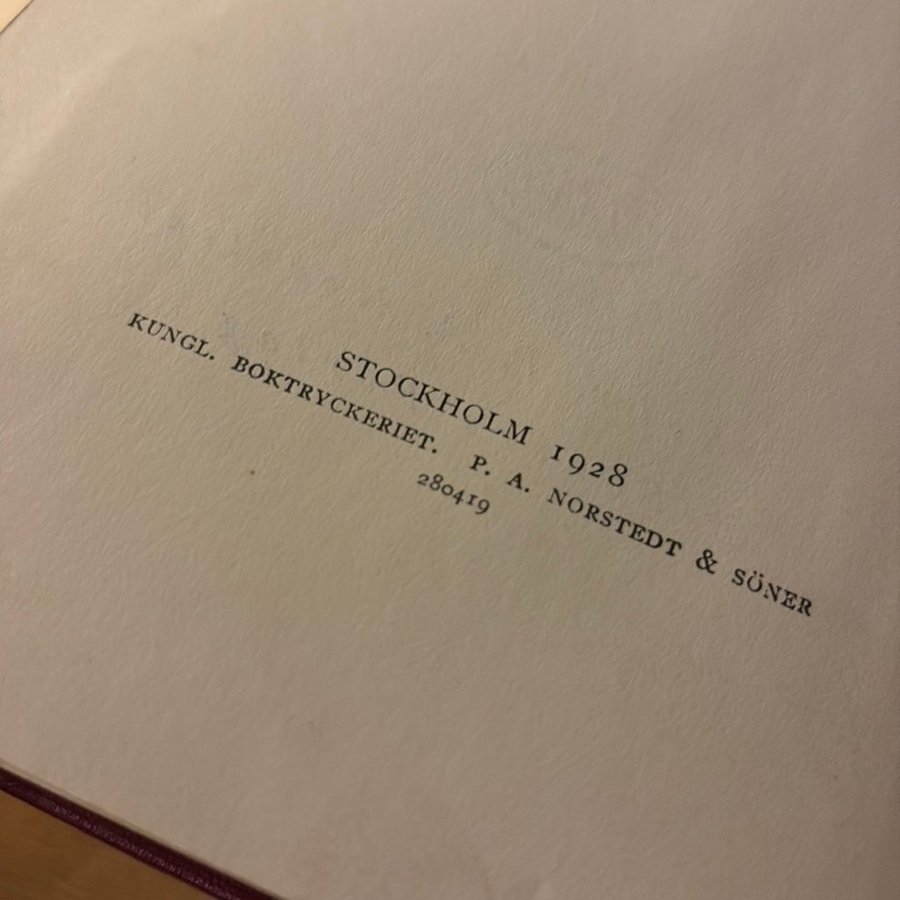 STOCKHOLM 1928
KUNGL. BOKTRYCKERIET. P. A. NORSTEDT & SÖNER
280419